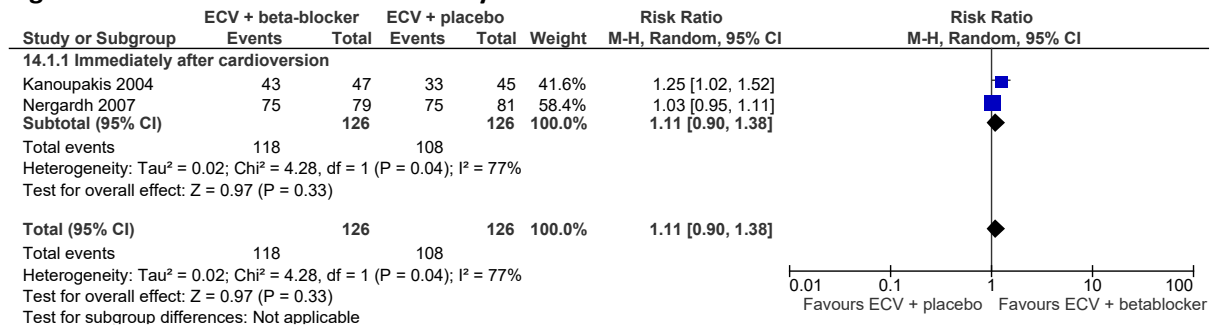 ECV + beta-blocker ECV + placebo Risk Ratio Risk Ratio
Study or Subgroup Events Total Events Total Weight M-H, Random, 95% CI M-H, Random, 95% CI
14.1.1 Immediately after cardioversion
Kanoupakis 2004 43 47 33 45 41.6% 1.25 [1.02, 1.52]
Nergardh 2007 75 79 75 81 58.4% 1.03 [0.95, 1.11]
Subtotal (95% CI) 126 126 100.0% 1.11 [0.90, 1.38]
Total events 118 108
Heterogeneity: Tau² = 0.02; Chi² = 4.28, df = 1 (P = 0.04); I² = 77%
Test for overall effect: Z = 0.97 (P = 0.33)
Total (95% CI) 126 126 100.0% 1.11 [0.90, 1.38]
Total events 118 108
Heterogeneity: Tau² = 0.02; Chi² = 4.28, df = 1 (P = 0.04); I² = 77%
Test for overall effect: Z = 0.97 (P = 0.33)
Test for subgroup differences: Not applicable
0.01 0.1 1 10 100
Favours ECV + placebo Favours ECV + betablocker